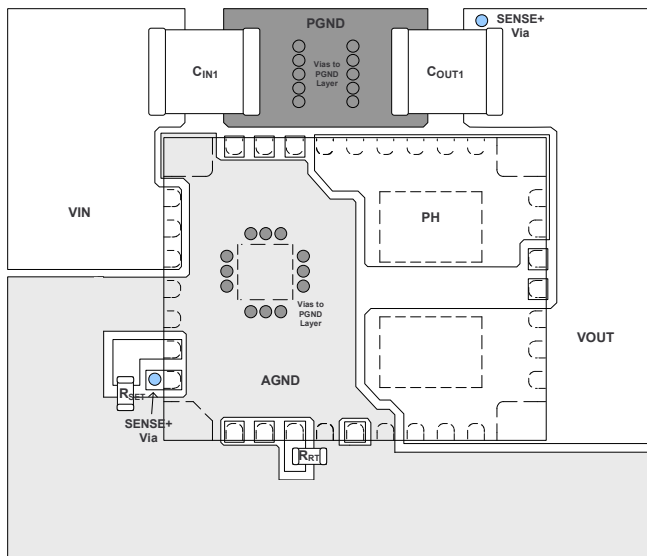 PGND
SENSE+
Via
CIN1
Vias to
PGND
Layer
COUT1
VIN
PH
Vias to
PGND
Layer
VOUT
AGND
RSET
SENSE+
Via
RRT